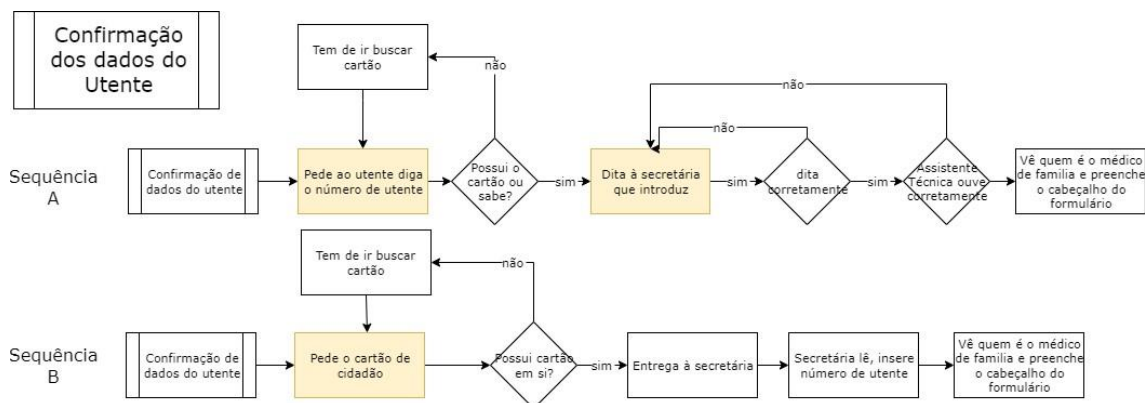 Confirmação
dos dados do
Utente
Tem de ir buscar
cartão
não
não
não
Sequência
A
Confirmação de
dados do utente
Pede ao utente diga
o número de utente
Possui o
cartão ou
sabe?
sim
Dita à secretária
que introduz
sim
dita
corretamente
sim
Assistente
Técnica ouve
corretamente
Vê quem é o médico
de familia e preenche
o cabeçalho do
formulário
Tem de ir buscar
cartão
não
Sequência
B
Confirmação de
dados do utente
Pede o cartão de
cidadão
Possui cartão
em si?
sim
Entrega à secretária
Secretária lê, insere
número de utente
Vê quem é o médico
de familia e preenche
o cabeçalho do
formulário